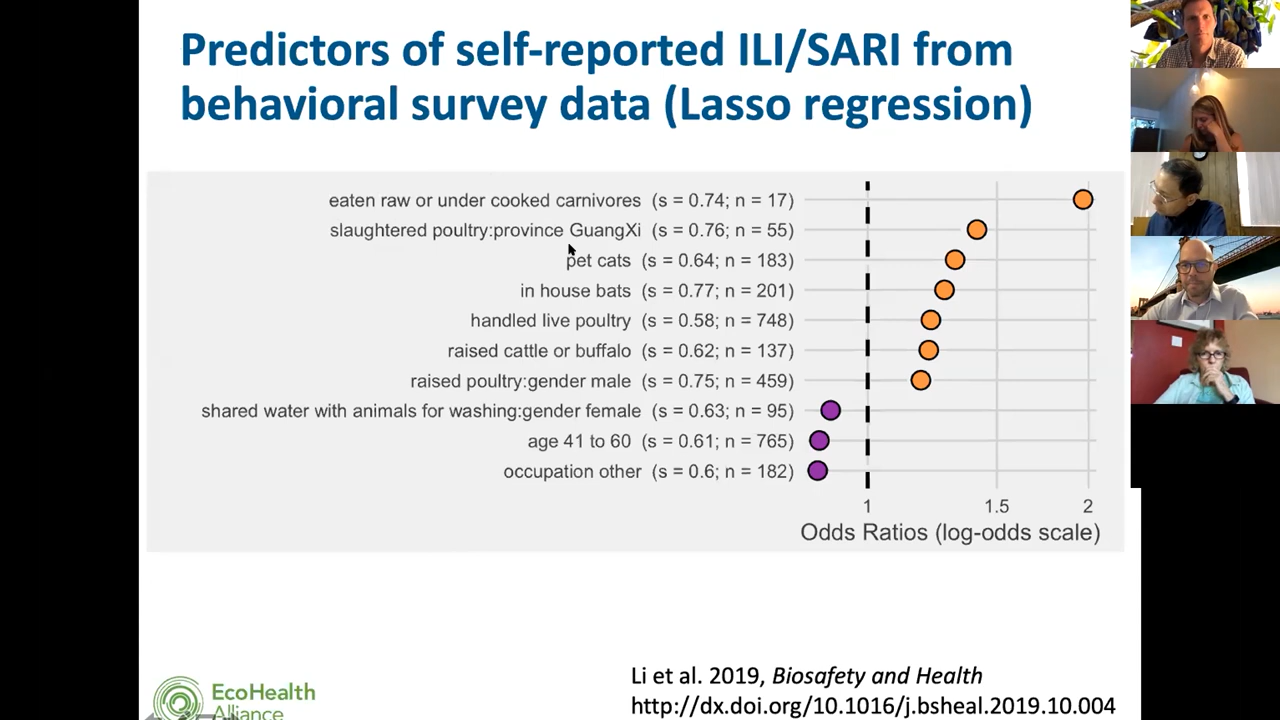 Predictors of self-reported ILI/SARI from
behavioral survey data (Lasso regression)
eaten raw or under cooked carnivores (s = 0.74; n = 17)
slaughtered poultry:province GuangXi (s = 0.76; n = 55)
pet cats (s = 0.64; n = 183)
in house bats (s = 0.77; n = 201)
handled live poultry (s = 0.58; n = 748)
raised cattle or buffalo (s = 0.62; n = 137)
raised poultry:gender male (s = 0.75; n = 459)
shared water with animals for washing:gender female (s = 0.63; n = 95)
age 41 to 60 (s = 0.61; n = 765)
occupation other (s = 0.6; n = 182)
1 1.5 2
Odds Ratios (log-odds scale)
Li et al. 2019, Biosafety and Health
http://dx.doi.org/10.1016/j.bsheal.2019.10.004
EcoHealth
Alliance